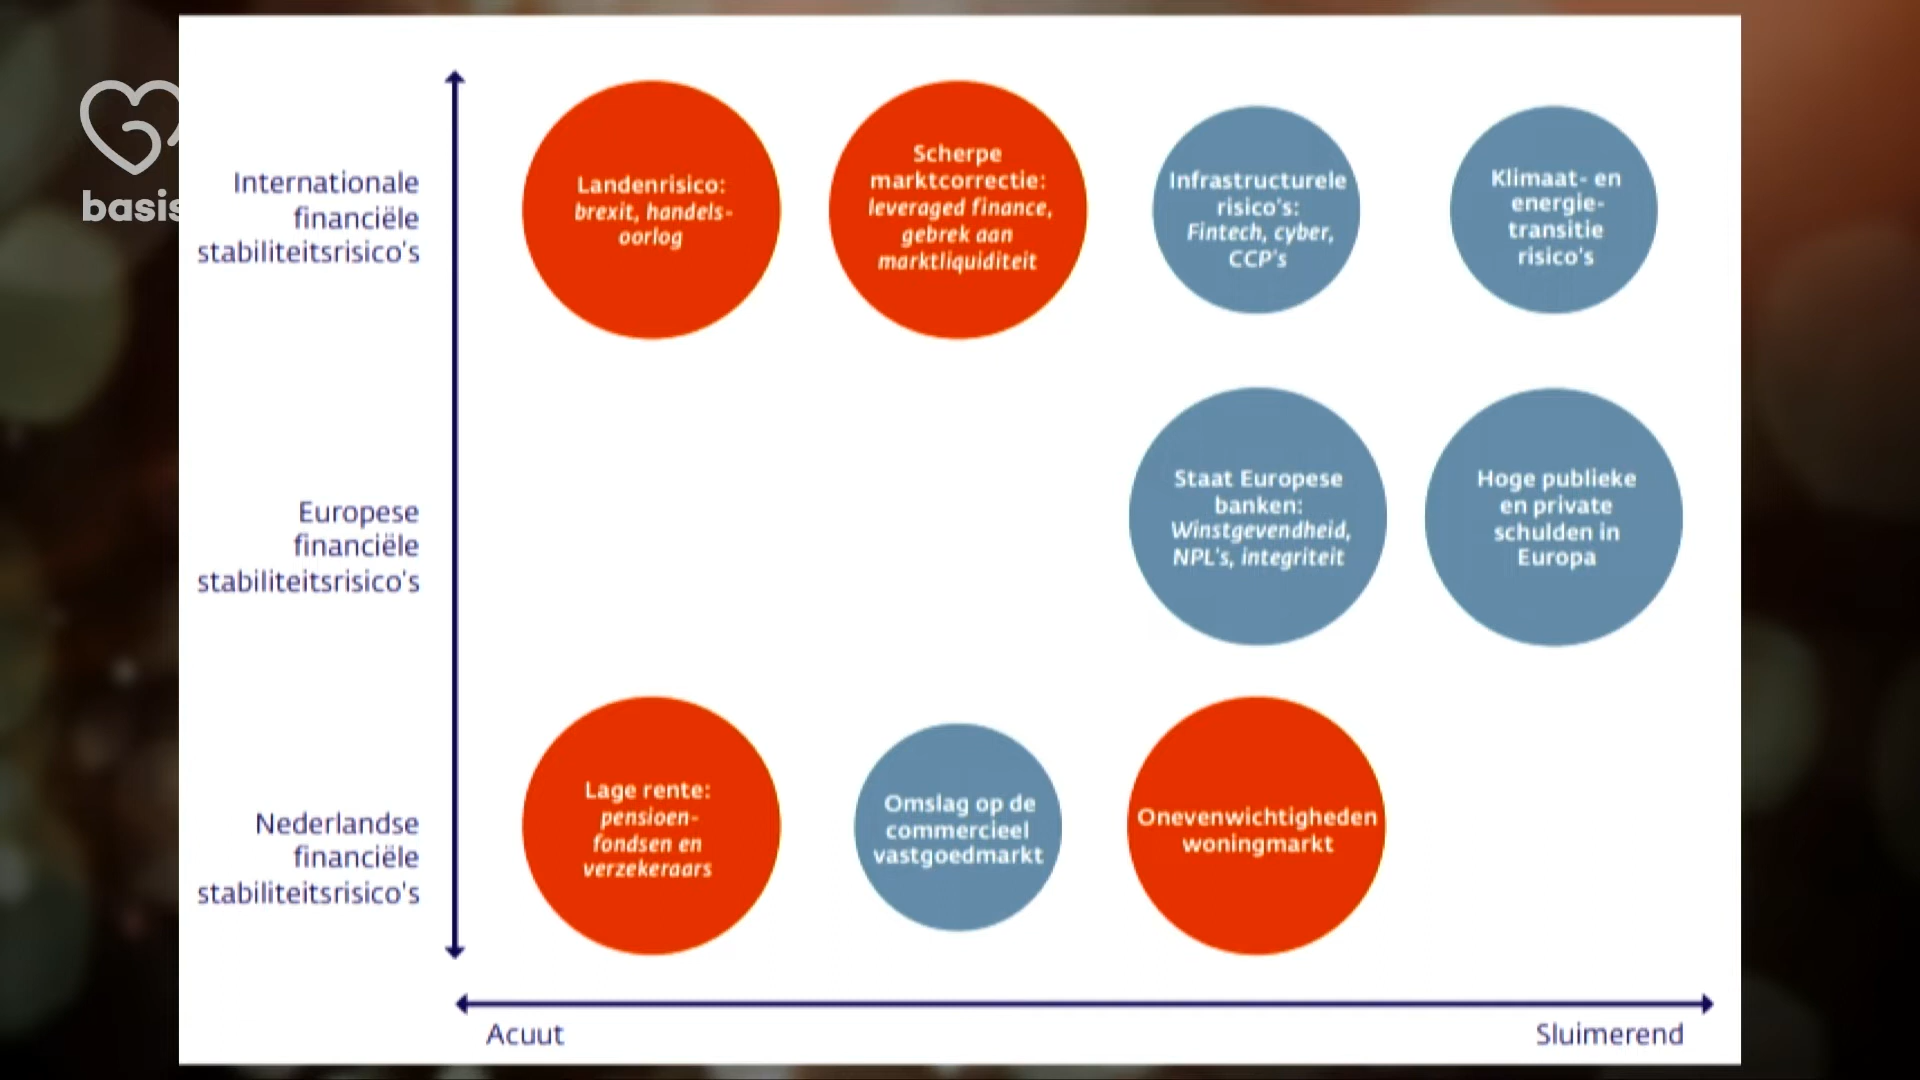 basis
Internationale
financiële
stabiliteitsrisico's
Landenrisico:
brexit, handels-
oorlog
Scherpe
marktcorrectie:
leveraged finance,
gebrek aan
marktliquiditeit
Infrastructurele
risico's:
Fintech, cyber,
CCP's
Klimaat- en
energie-
transitie
risico's
Europese
financiële
stabiliteitsrisico's
Staat Europese
banken:
Winstgevendheid,
NPL's, integriteit
Hoge publieke
en private
schulden in
Europa
Nederlandse
financiële
stabiliteitsrisico's
Lage rente:
pensioen-
fondsen en
verzekeraars
Omslag op de
commercieel
vastgoedmarkt
Onevenwichtigheden
woningmarkt
Acuut
Sluimerend